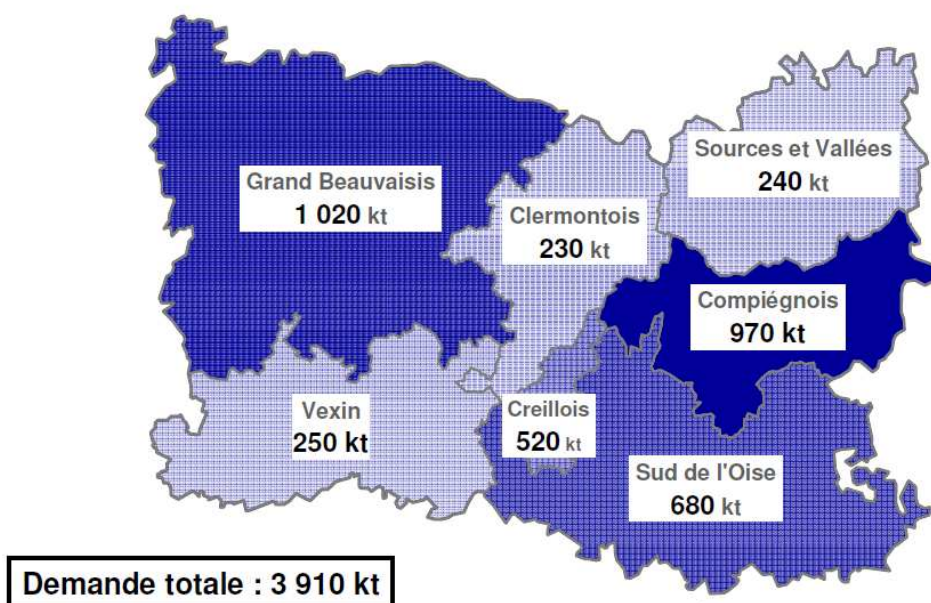 Grand Beauvaisis
1 020 kt
Sources et Vallées
240 kt
Clermontois
230 kt
Compiégnois
970 kt
Vexin
250 kt
Creillois
520 kt
Sud de l'Oise
680 kt
Demande totale : 3 910 kt